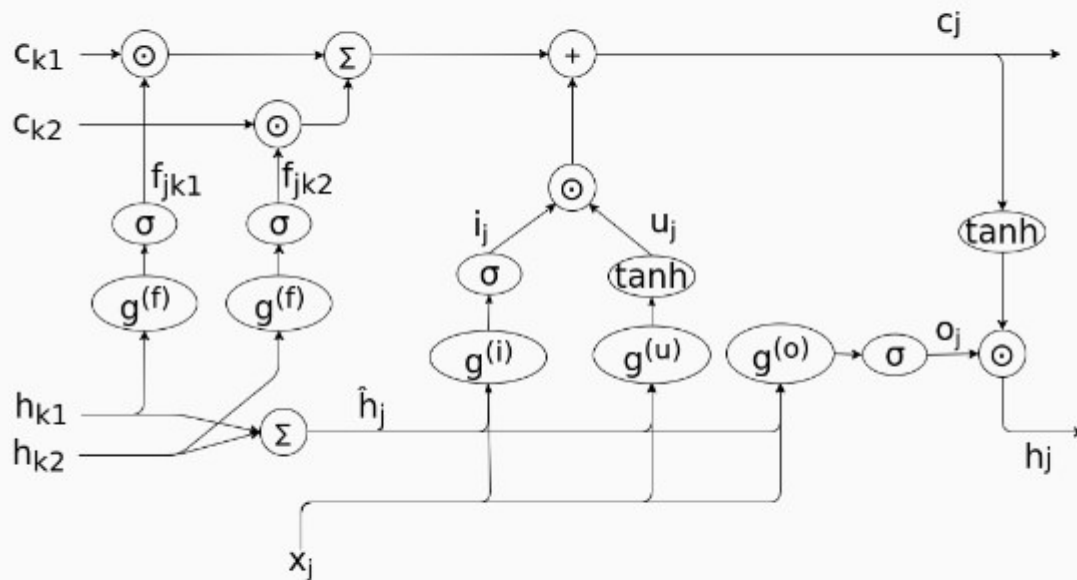 c_k1 ⊙ Σ + c_j
c_k2 ⊙
f_jk1 f_jk2 ⊙
σ σ i_j u_j tanh
σ tanh
g^(f) g^(f)
g^(i) g^(u) g^(o) σ o_j ⊙
h_k1 ĥ_j
h_k2 Σ h_j
x_j